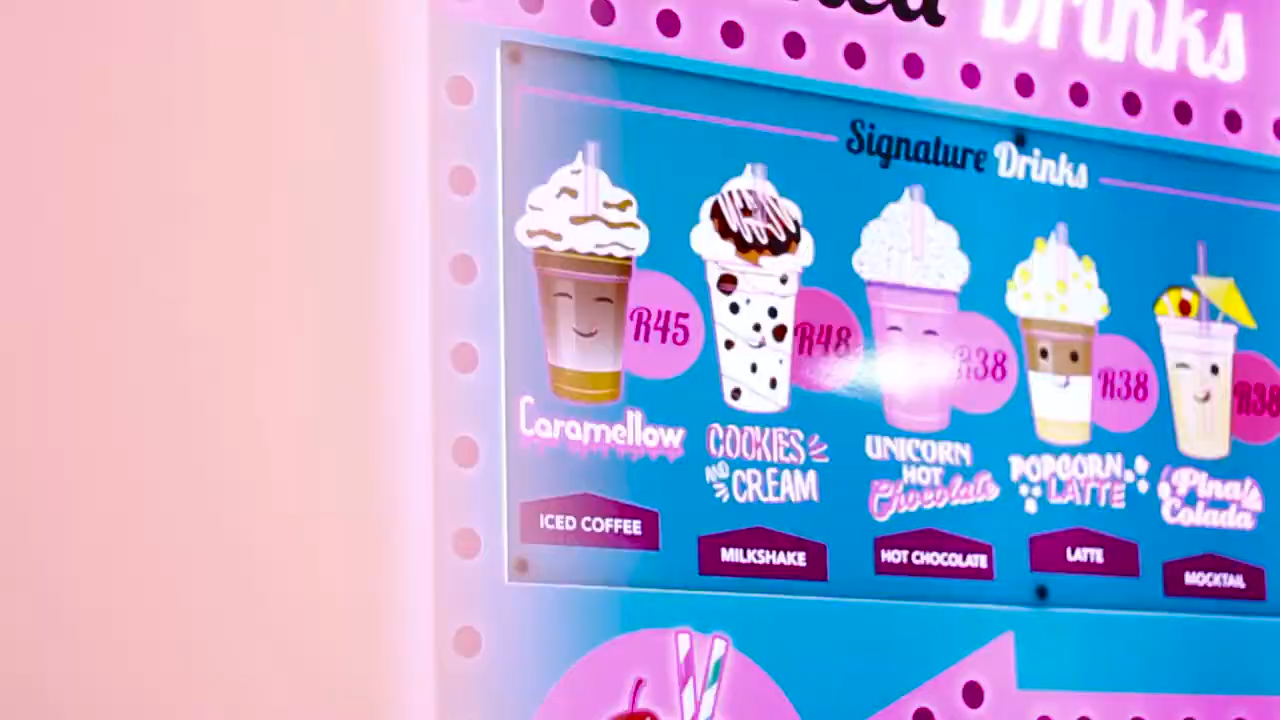 Drinks
Signature Drinks
R45
R48
R38
R38
R38
Caramellow
COOKIES
AND
CREAM
UNICORN
HOT
Chocolate
POPCORN
LATTE
Pina
Colada
ICED COFFEE
MILKSHAKE
HOT CHOCOLATE
LATTE
MOCKTAIL